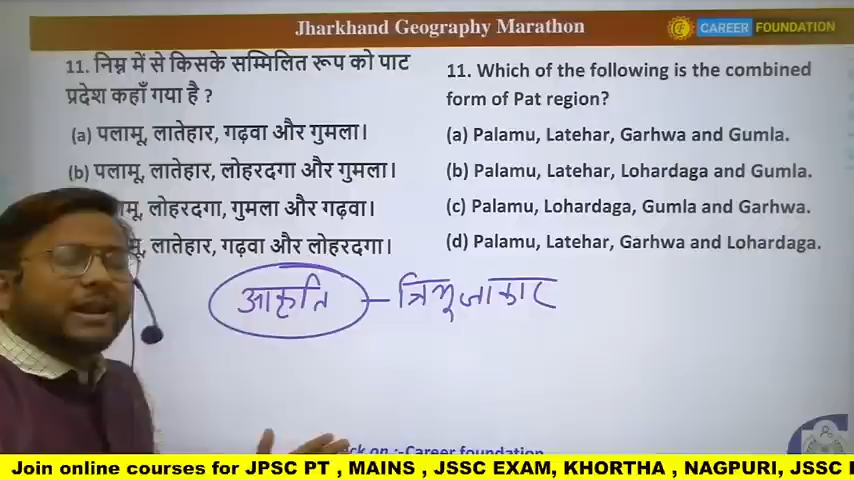 Jharkhand Geography Marathon
CAREER FOUNDATION
11. निम्न में से किसके सम्मिलित रूप को पाट
प्रदेश कहाँ गया है ?
(a) पलामू, लातेहार, गढ़वा और गुमला।
(b) पलामू, लातेहार, लोहरदगा और गुमला।
लोहरदगा, गुमला और गढ़वा।
लातेहार, गढ़वा और लोहरदगा।
11. Which of the following is the combined
form of Pat region?
(a) Palamu, Latehar, Garhwa and Gumla.
(b) Palamu, Latehar, Lohardaga and Gumla.
(c) Palamu, Lohardaga, Gumla and Garhwa.
(d) Palamu, Latehar, Garhwa and Lohardaga.
आकृति — त्रिभुजाकार
on :-Career foundation
Join online courses for JPSC PT , MAINS , JSSC EXAM, KHORTHA , NAGPURI, JSSC